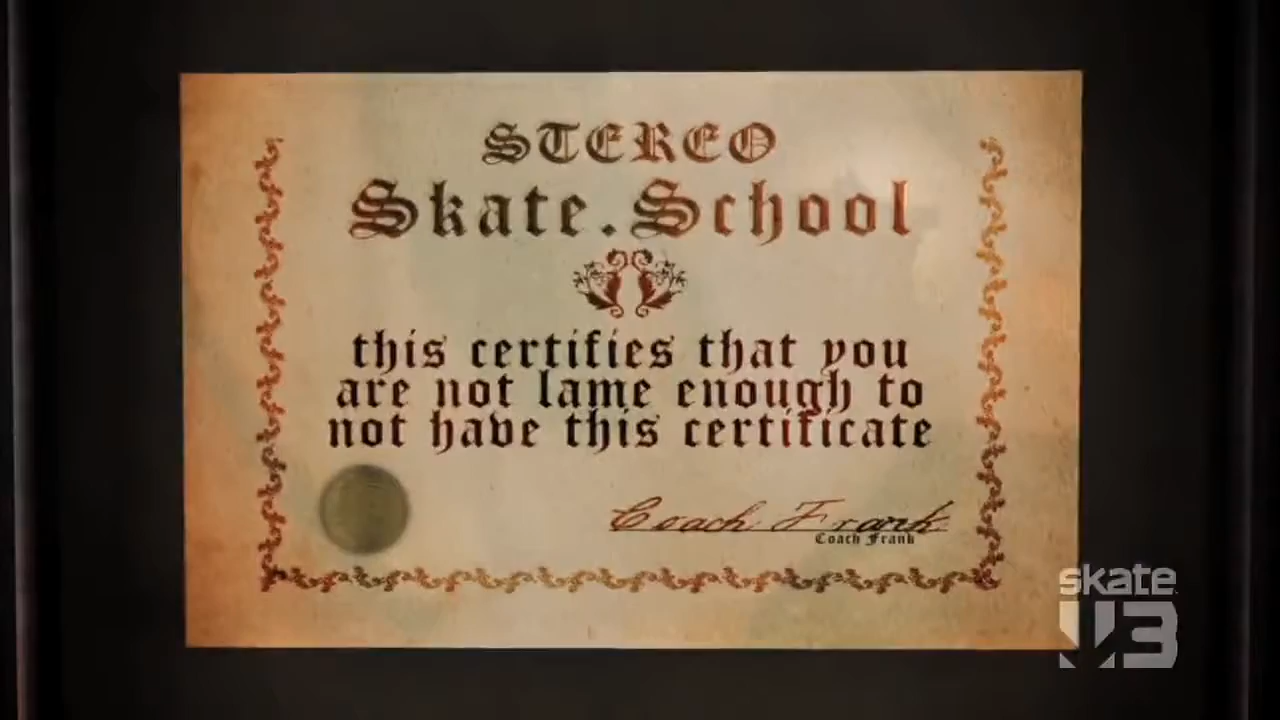 STEREO
Skate.School
this certifies that you
are not lame enough to
not have this certificate
Coach Frank
Coach Frank
skate
3